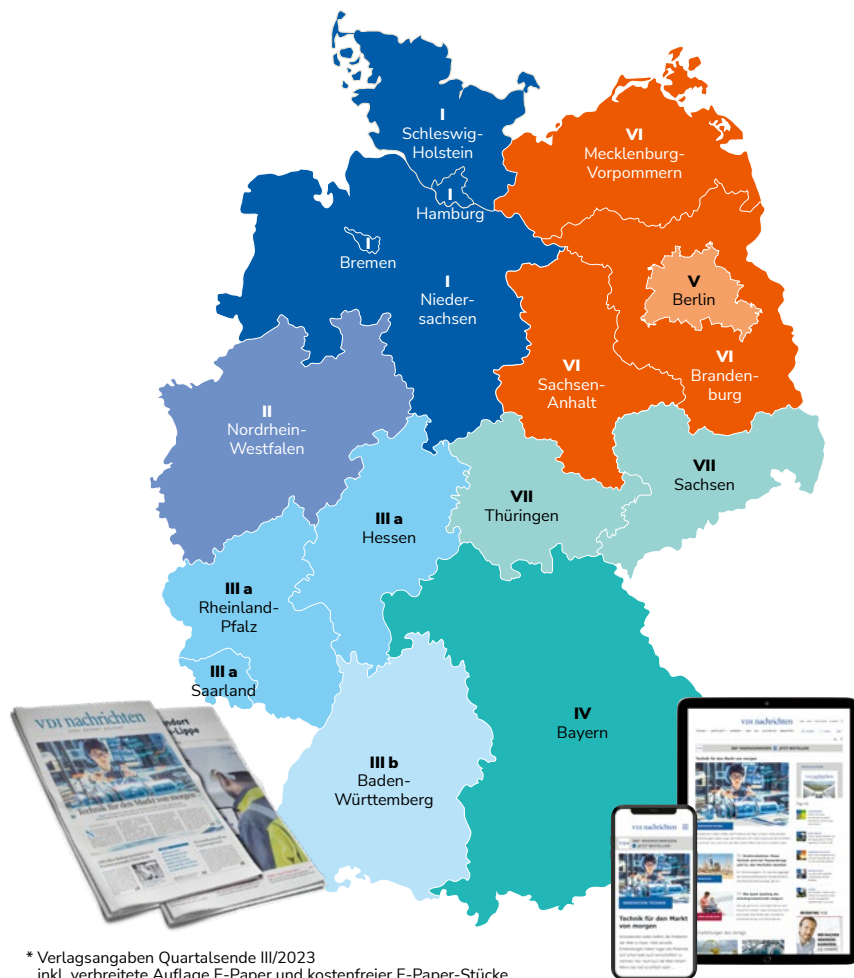 I
Schleswig-
Holstein
VI
Mecklenburg-
Vorpommern
I
Hamburg
I
Bremen
I
Nieder-
sachsen
V
Berlin
VI
Sachsen-
Anhalt
VI
Branden-
burg
II
Nordrhein-
Westfalen
VII
Sachsen
VII
Thüringen
III a
Hessen
III a
Rheinland-
Pfalz
III a
Saarland
IV
Bayern
III b
Baden-
Württemberg
VDI nachrichten
Technik für den Markt von morgen
VDI nachrichten
Technik für den Markt von morgen
VDI nachrichten
Technik für den Markt
von morgen
* Verlagsangaben Quartalsende III/2023
inkl. verbreitete Auflage E-Paper und kostenfreier E-Paper-Stücke